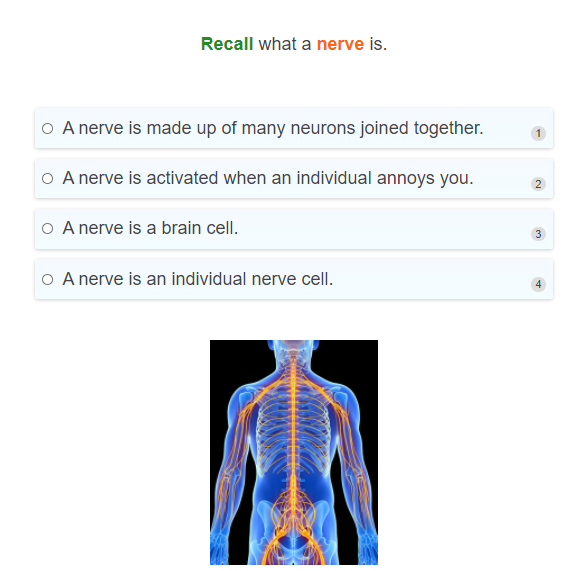 Recall what a nerve is.
A nerve is made up of many neurons joined together.
1
A nerve is activated when an individual annoys you.
2
A nerve is a brain cell.
3
A nerve is an individual nerve cell.
4